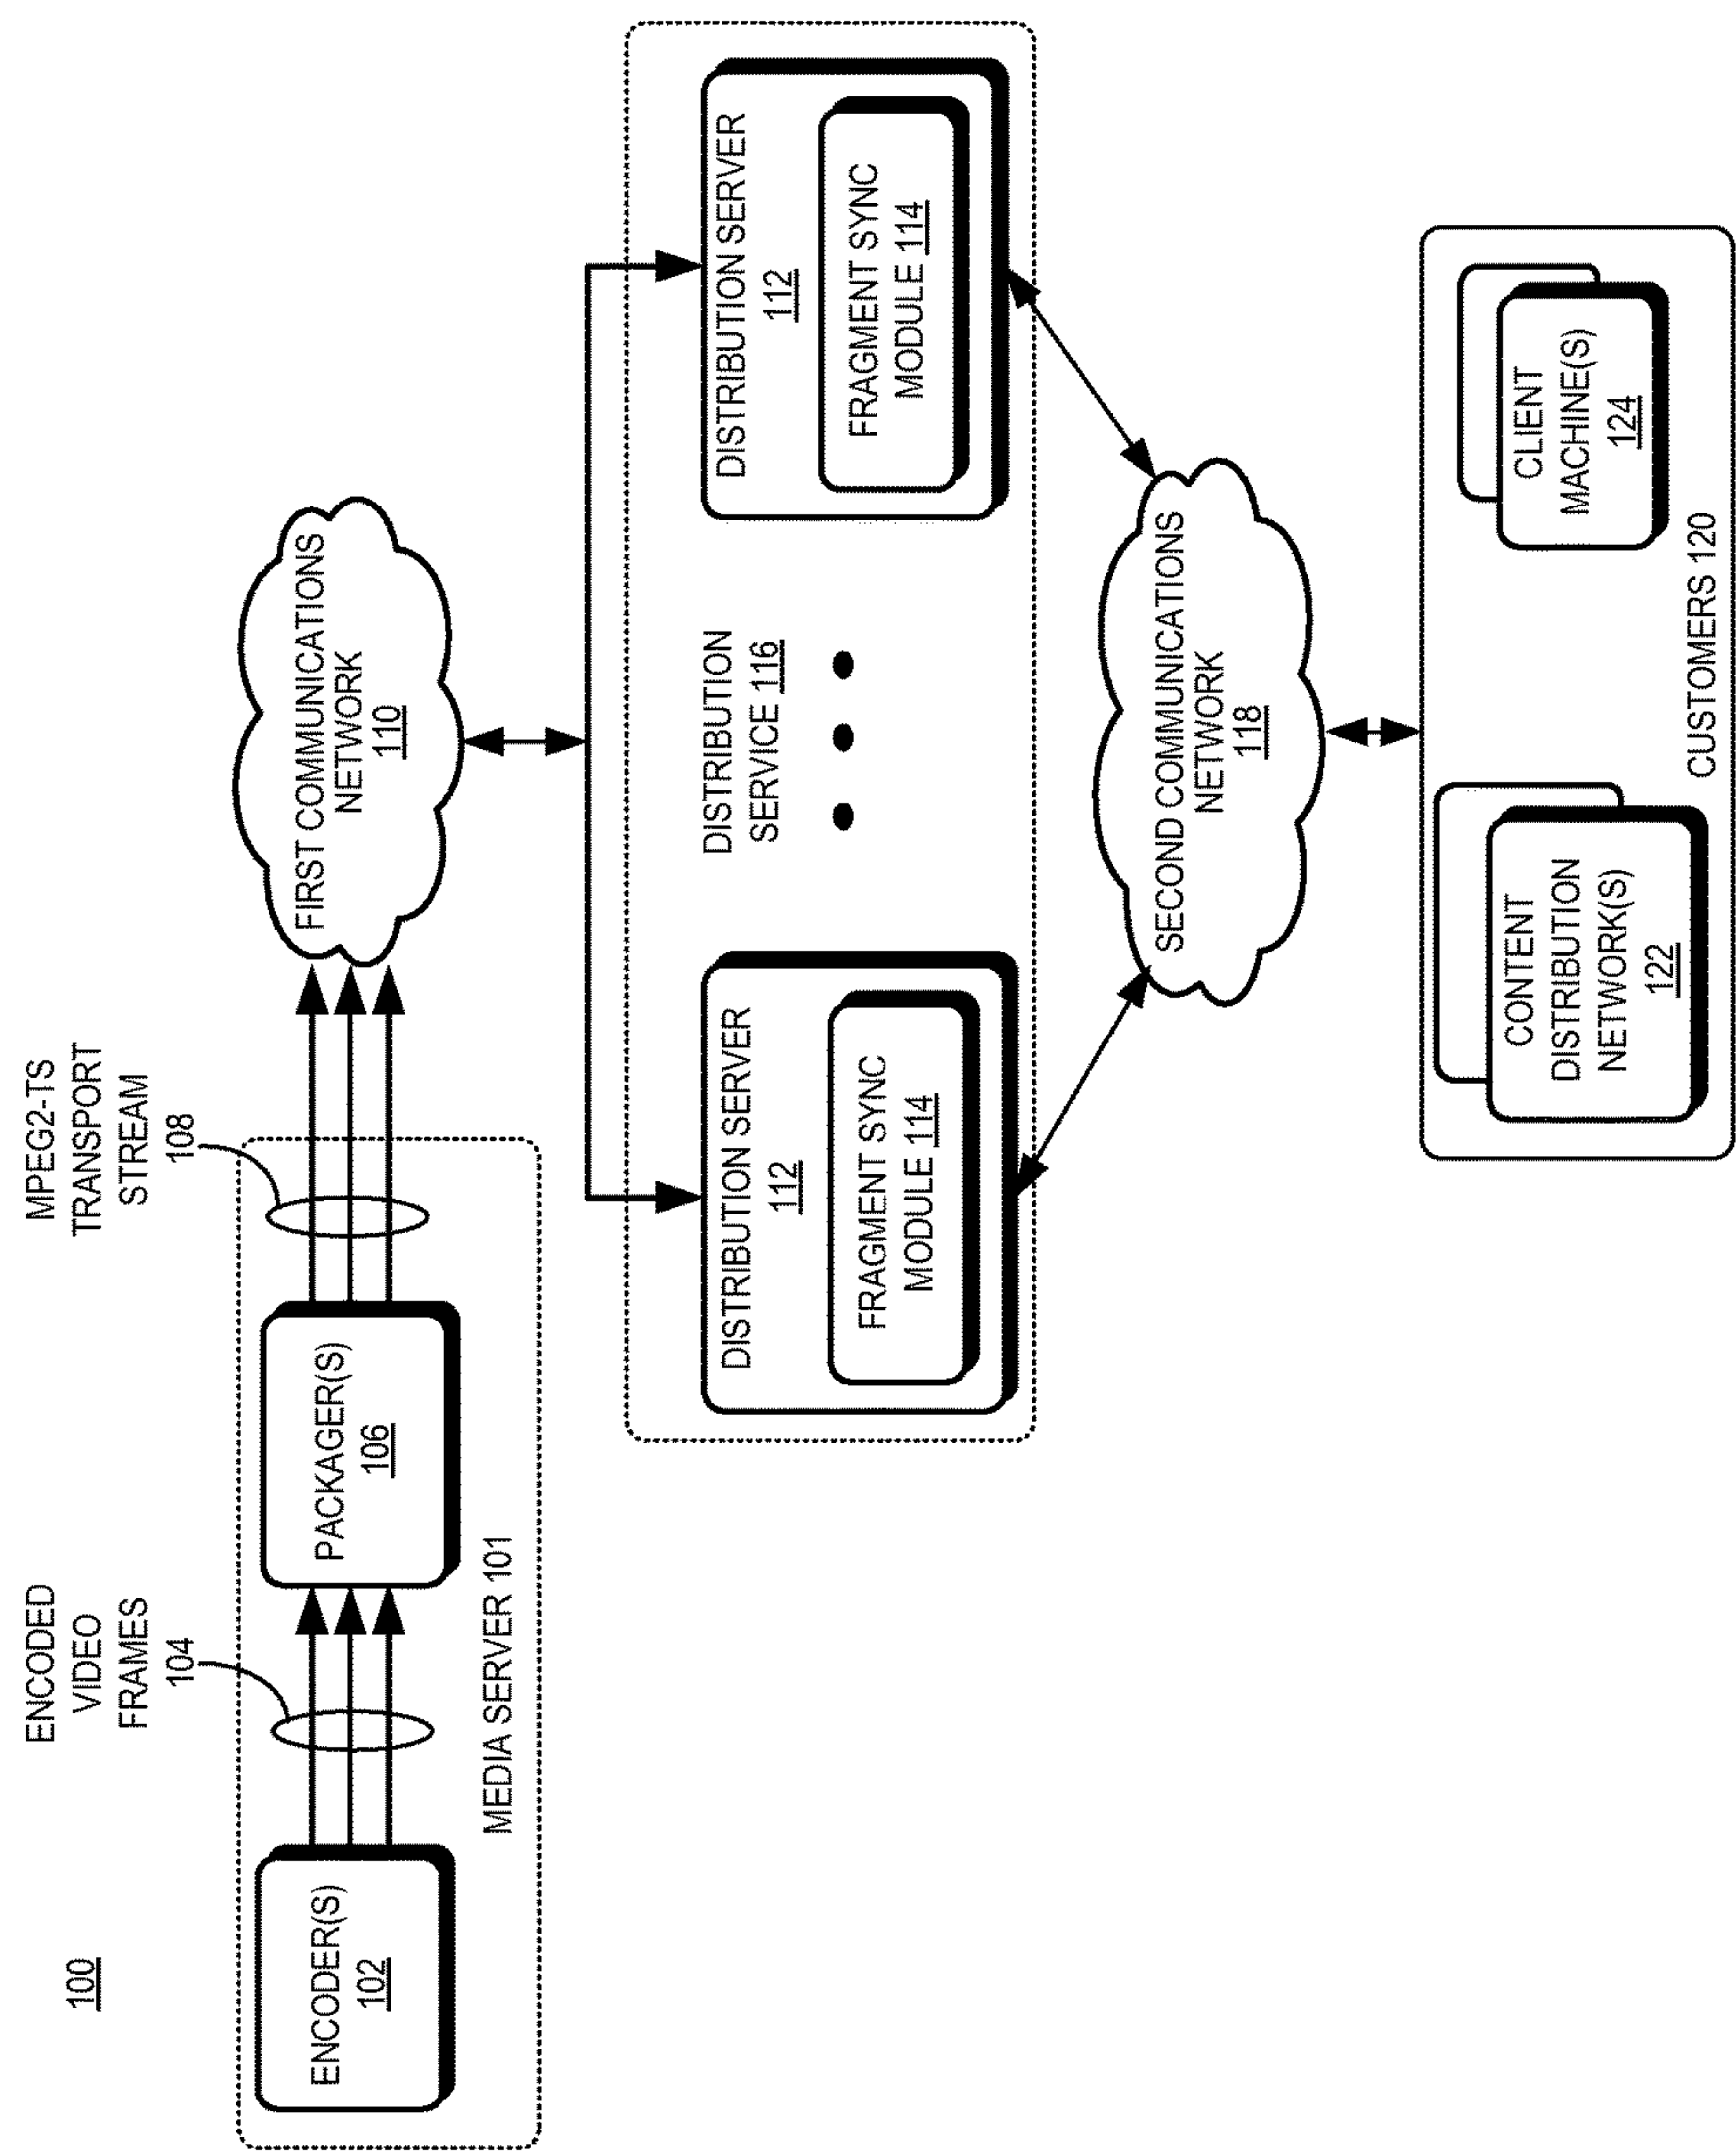 100
ENCODED
VIDEO
FRAMES
104
MPEG2-TS
TRANSPORT
STREAM
108
ENCODER(S)
102
PACKAGER(S)
106
MEDIA SERVER 101
FIRST COMMUNICATIONS
NETWORK
110
DISTRIBUTION SERVER
112
FRAGMENT SYNC
MODULE 114
DISTRIBUTION
SERVICE 116
DISTRIBUTION SERVER
112
FRAGMENT SYNC
MODULE 114
SECOND COMMUNICATIONS
NETWORK
118
CONTENT
DISTRIBUTION
NETWORK(S)
122
CLIENT
MACHINE(S)
124
CUSTOMERS 120